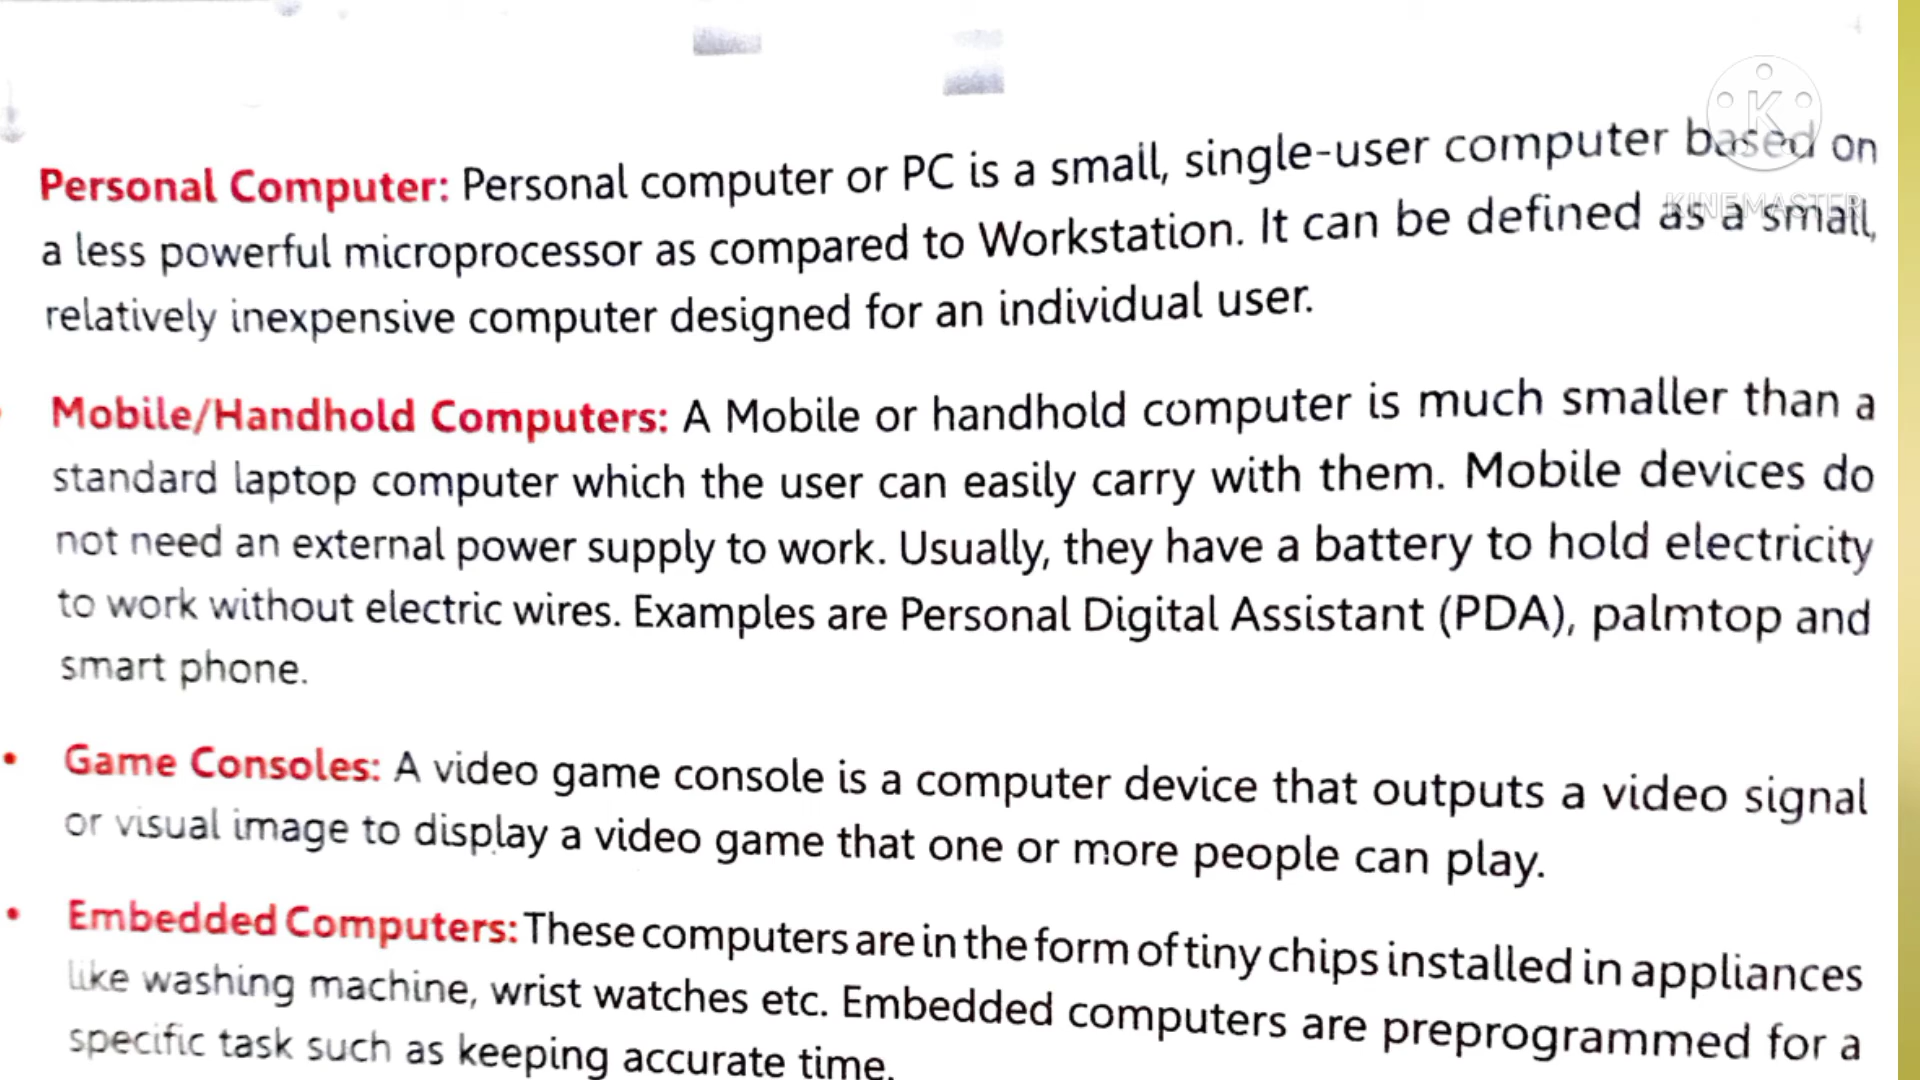 K
KINEMASTER
Personal Computer: Personal computer or PC is a small, single-user computer based on
a less powerful microprocessor as compared to Workstation. It can be defined as a small,
relatively inexpensive computer designed for an individual user.
Mobile/Handhold Computers: A Mobile or handhold computer is much smaller than a
standard laptop computer which the user can easily carry with them. Mobile devices do
not need an external power supply to work. Usually, they have a battery to hold electricity
to work without electric wires. Examples are Personal Digital Assistant (PDA), palmtop and
smart phone.
• Game Consoles: A video game console is a computer device that outputs a video signal
or visual image to display a video game that one or more people can play.
• Embedded Computers: These computers are in the form of tiny chips installed in appliances
like washing machine, wrist watches etc. Embedded computers are preprogrammed for a
specific task such as keeping accurate time.